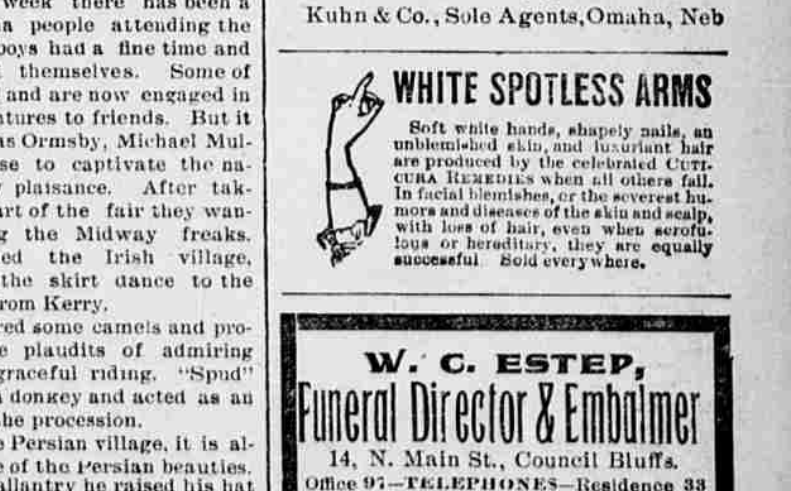 week there has been a
a people attending the
boys had a fine time and
themselves. Some of
and are now engaged in
tures to friends. But it
as Ormsby, Michael Mul-
se to captivate the na-
plaisance. After tak-
art of the fair they wan-
g the Midway freaks.
ed the Irish village,
the skirt dance to the
rom Kerry.
red some camels and pro-
e plaudits of admiring
graceful riding. "Spud"
donkey and acted as an
he procession.
e Persian village, it is al-
e of the Persian beauties.
allantry he raised his hat
Kuhn & Co., Sole Agents, Omaha, Neb
WHITE SPOTLESS ARMS
Soft white hands, shapely nails, an
unblemished skin, and luxuriant hair
are produced by the celebrated CUTI-
CURA REMEDIES when all others fail.
In facial blemishes, or the severest hu-
mors and diseases of the skin and scalp,
with loss of hair, even when scrofu-
lous or hereditary, they are equally
successful. Sold everywhere.
W. C. ESTEP,
Funeral Director & Embalmer
14, N. Main St., Council Bluffs.
Office 97—TELEPHONES—Residence 33